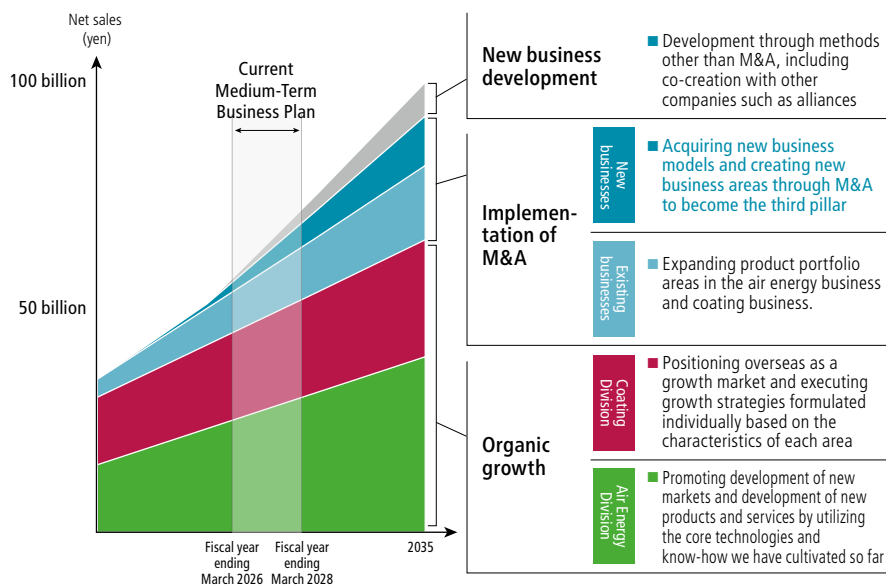 Net sales
(yen)
100 billion
50 billion
Current
Medium-Term
Business Plan
Fiscal year
ending
March 2026
Fiscal year
ending
March 2028
2035
New business
development
■ Development through methods
other than M&A, including
co-creation with other
companies such as alliances
Implemen-
tation of
M&A
New
businesses
■ Acquiring new business
models and creating new
business areas through M&A
to become the third pillar
Existing
businesses
■ Expanding product portfolio
areas in the air energy business
and coating business.
Organic
growth
Coating
Division
■ Positioning overseas as a
growth market and executing
growth strategies formulated
individually based on the
characteristics of each area
Air Energy
Division
■ Promoting development of new
markets and development of new
products and services by utilizing
the core technologies and
know-how we have cultivated so far